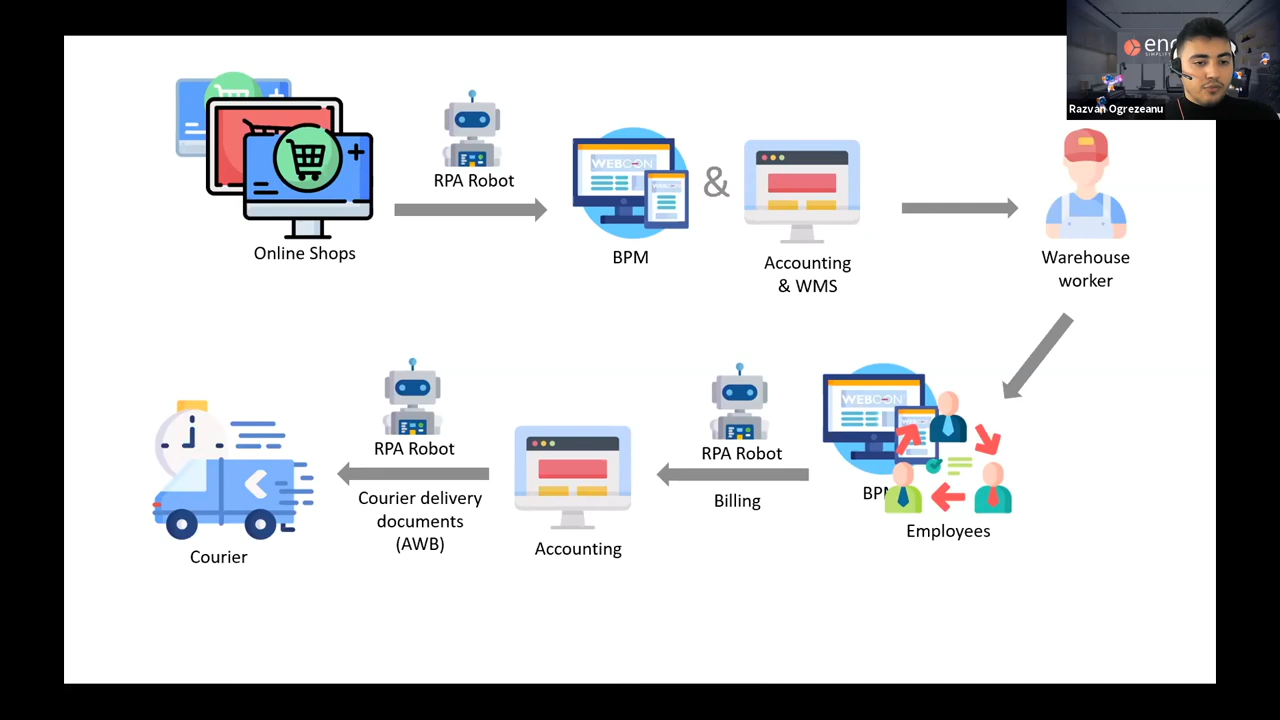 Razvan Ogrezeanu
RPA Robot
WEBCON
&
Online Shops
BPM
Accounting
& WMS
Warehouse
worker
RPA Robot
RPA Robot
WEBCON
Courier delivery
documents
(AWB)
Billing
Courier
Accounting
Employees